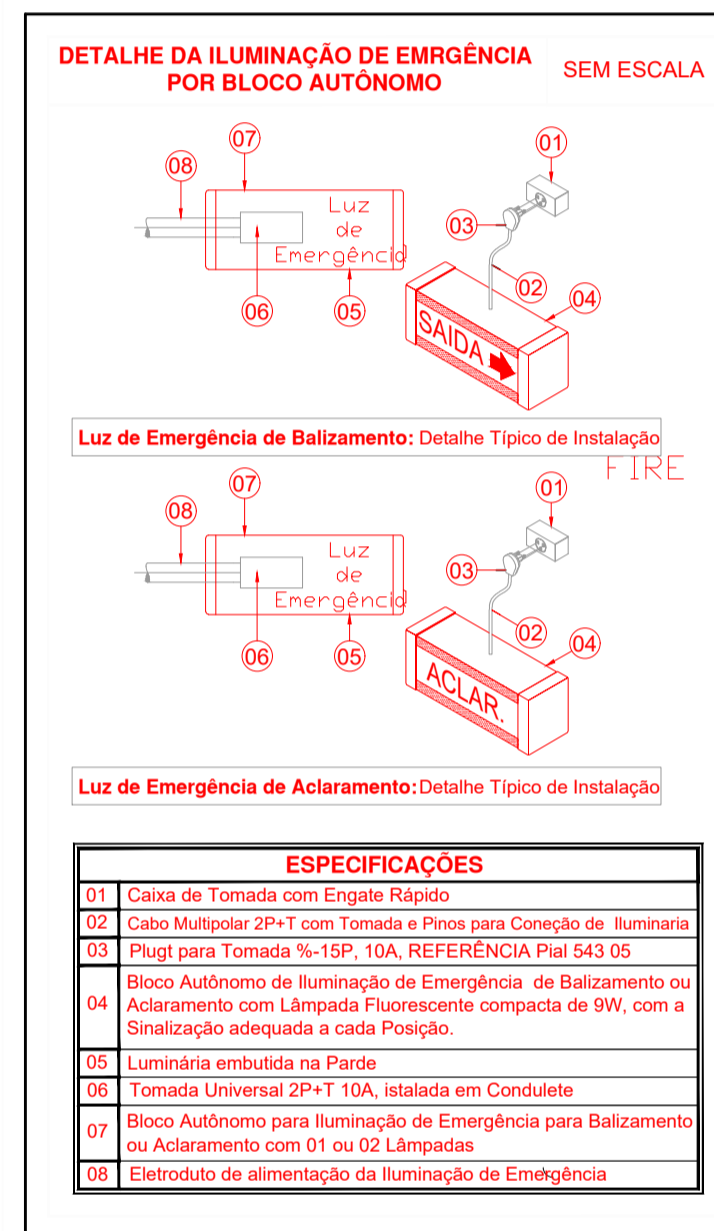 DETALHE DA ILUMINAÇÃO DE EMRGÊNCIA
POR BLOCO AUTÔNOMO
SEM ESCALA
07
01
08
Luz
de
Emergência
03
02
04
06
05
SAIDA
Luz de Emergência de Balizamento: Detalhe Típico de Instalação
FIRE
07
01
08
Luz
de
Emergência
03
02
04
06
05
ACLAR.
Luz de Emergência de Aclaramento: Detalhe Típico de Instalação
ESPECIFICAÇÕES
01 Caixa de Tomada com Engate Rápido
02 Cabo Multipolar 2P+T com Tomada e Pinos para Coneção de Iluminaria
03 Plugt para Tomada %-15P, 10A, REFERÊNCIA Pial 543 05
04 Bloco Autônomo de Iluminação de Emergência de Balizamento ou
Aclaramento com Lâmpada Fluorescente compacta de 9W, com a
Sinalização adequada a cada Posição.
05 Luminária embutida na Parde
06 Tomada Universal 2P+T 10A, istalada em Condulete
07 Bloco Autônomo para Iluminação de Emergência para Balizamento
ou Aclaramento com 01 ou 02 Lâmpadas
08 Eletroduto de alimentação da Iluminação de Emergência